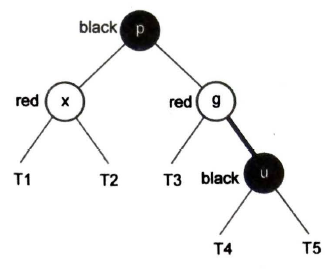 black p
red x red g
T1 T2 T3 black u
T4 T5